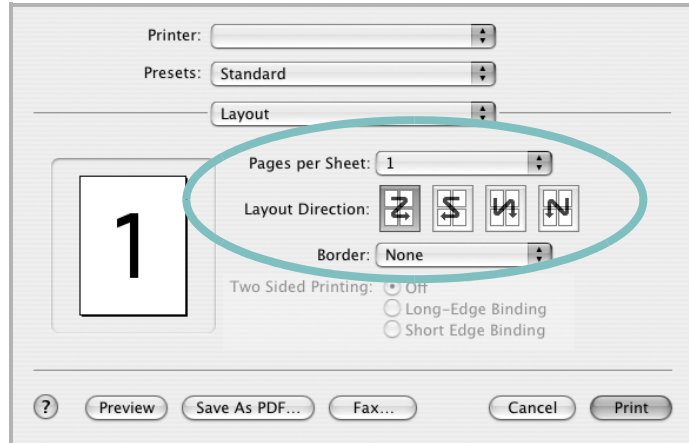 Printer:
Presets: Standard
Layout
Pages per Sheet: 1
Layout Direction:
Border: None
1
Two Sided Printing: Off
Long-Edge Binding
Short Edge Binding
? Preview Save As PDF... Fax... Cancel Print